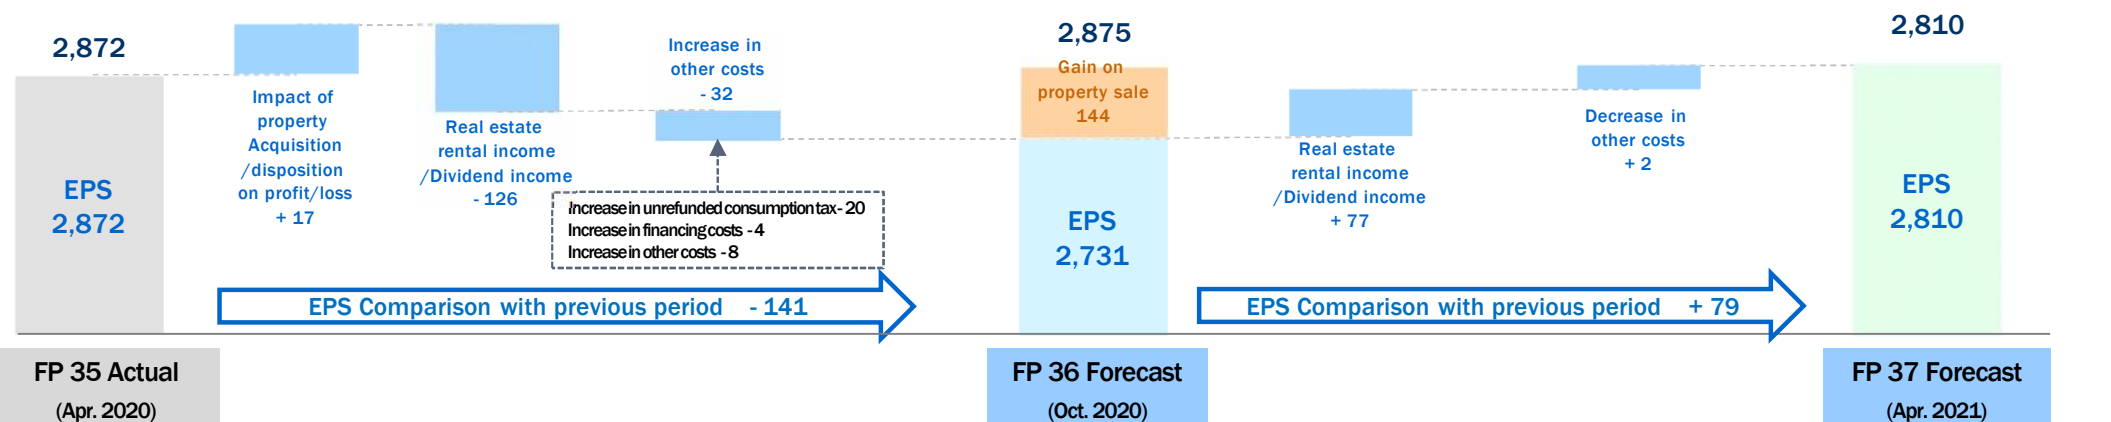 2,872
EPS
2,872
Impact of
property
Acquisition
/disposition
on profit/loss
+ 17
Real estate
rental income
/Dividend income
- 126
Increase in
other costs
- 32
Increase in unrefunded consumption tax - 20
Increase in financing costs - 4
Increase in other costs - 8
EPS Comparison with previous period - 141
2,875
Gain on
property sale
144
EPS
2,731
Real estate
rental income
/Dividend income
+ 77
Decrease in
other costs
+ 2
EPS Comparison with previous period + 79
2,810
EPS
2,810
FP 35 Actual
(Apr. 2020)
FP 36 Forecast
(Oct. 2020)
FP 37 Forecast
(Apr. 2021)